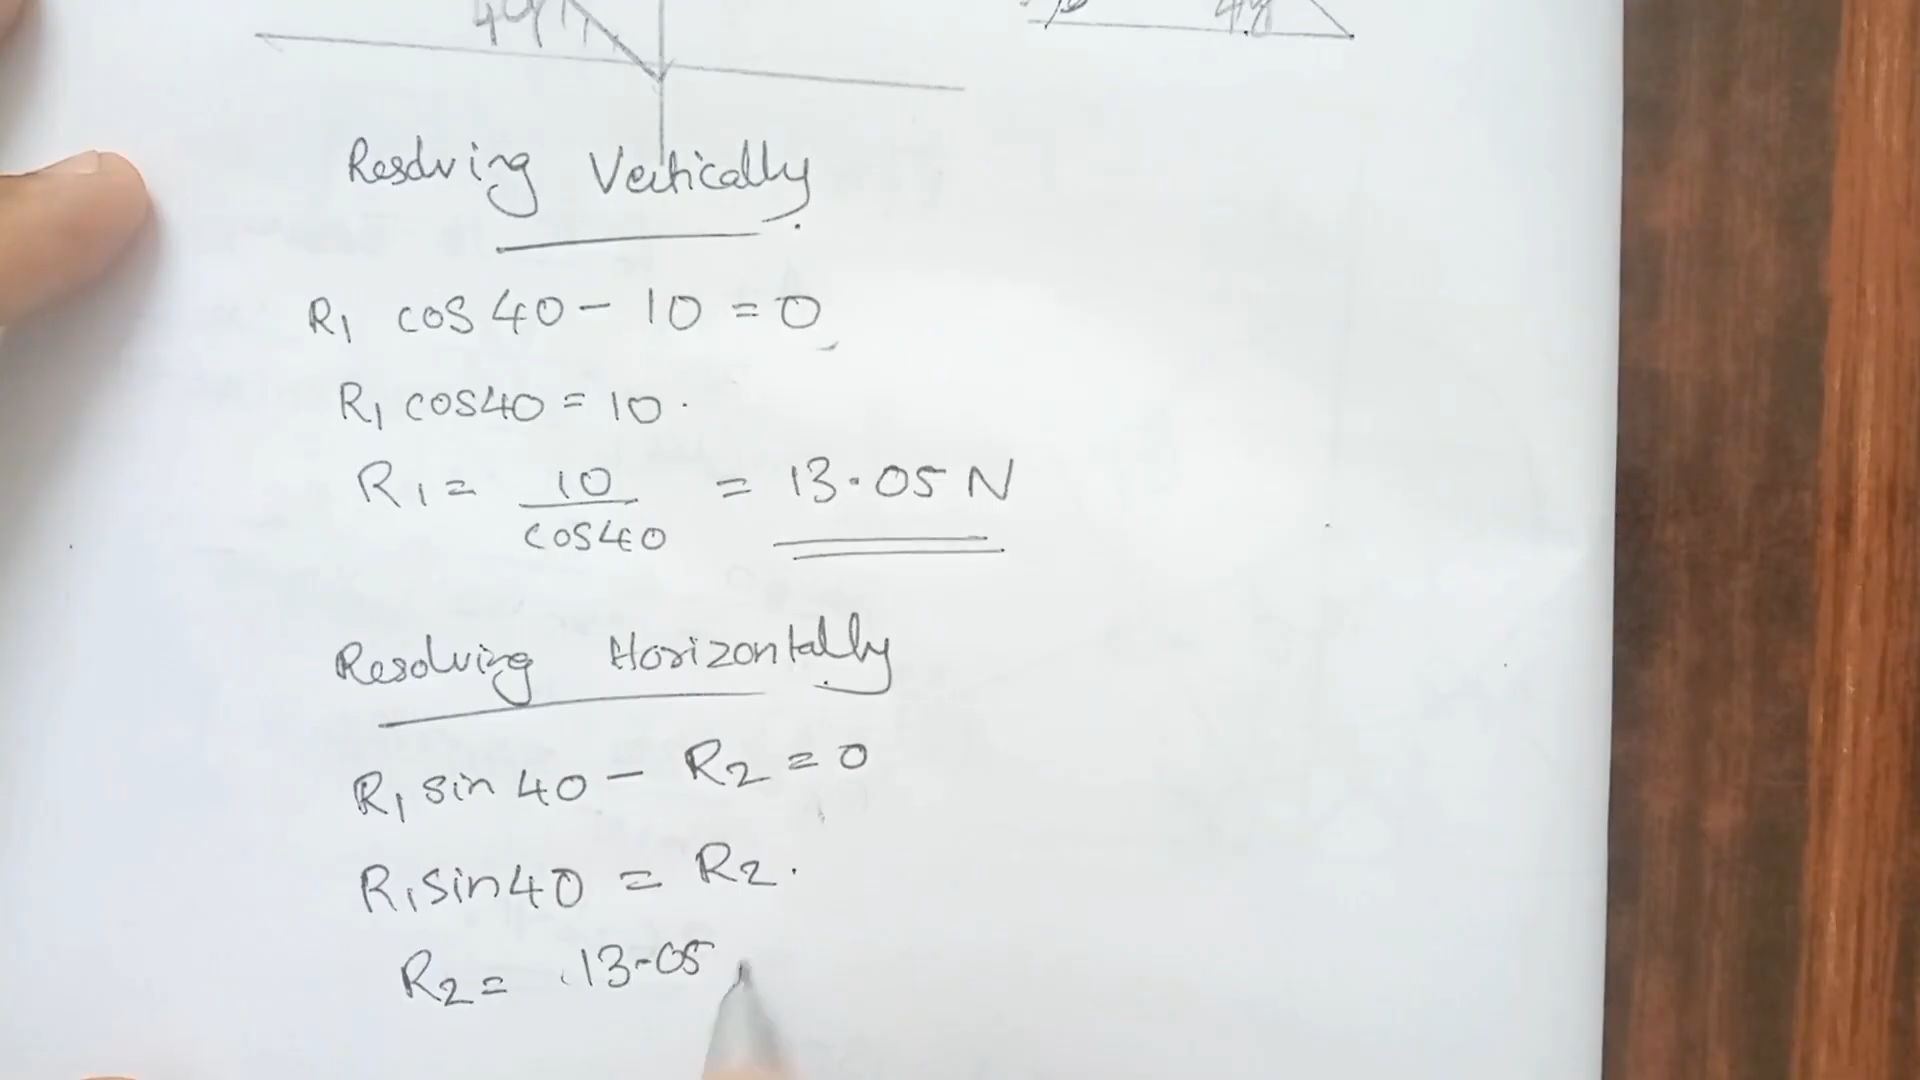 Resolving Vertically
R₁ cos 40 - 10 = 0
R₁ cos40 = 10.
R₁ = 10/cos40 = 13.05 N
Resolving Horizontally
R₁ sin 40 - R₂ = 0
R₁ sin40 = R₂.
R₂ = 13.05